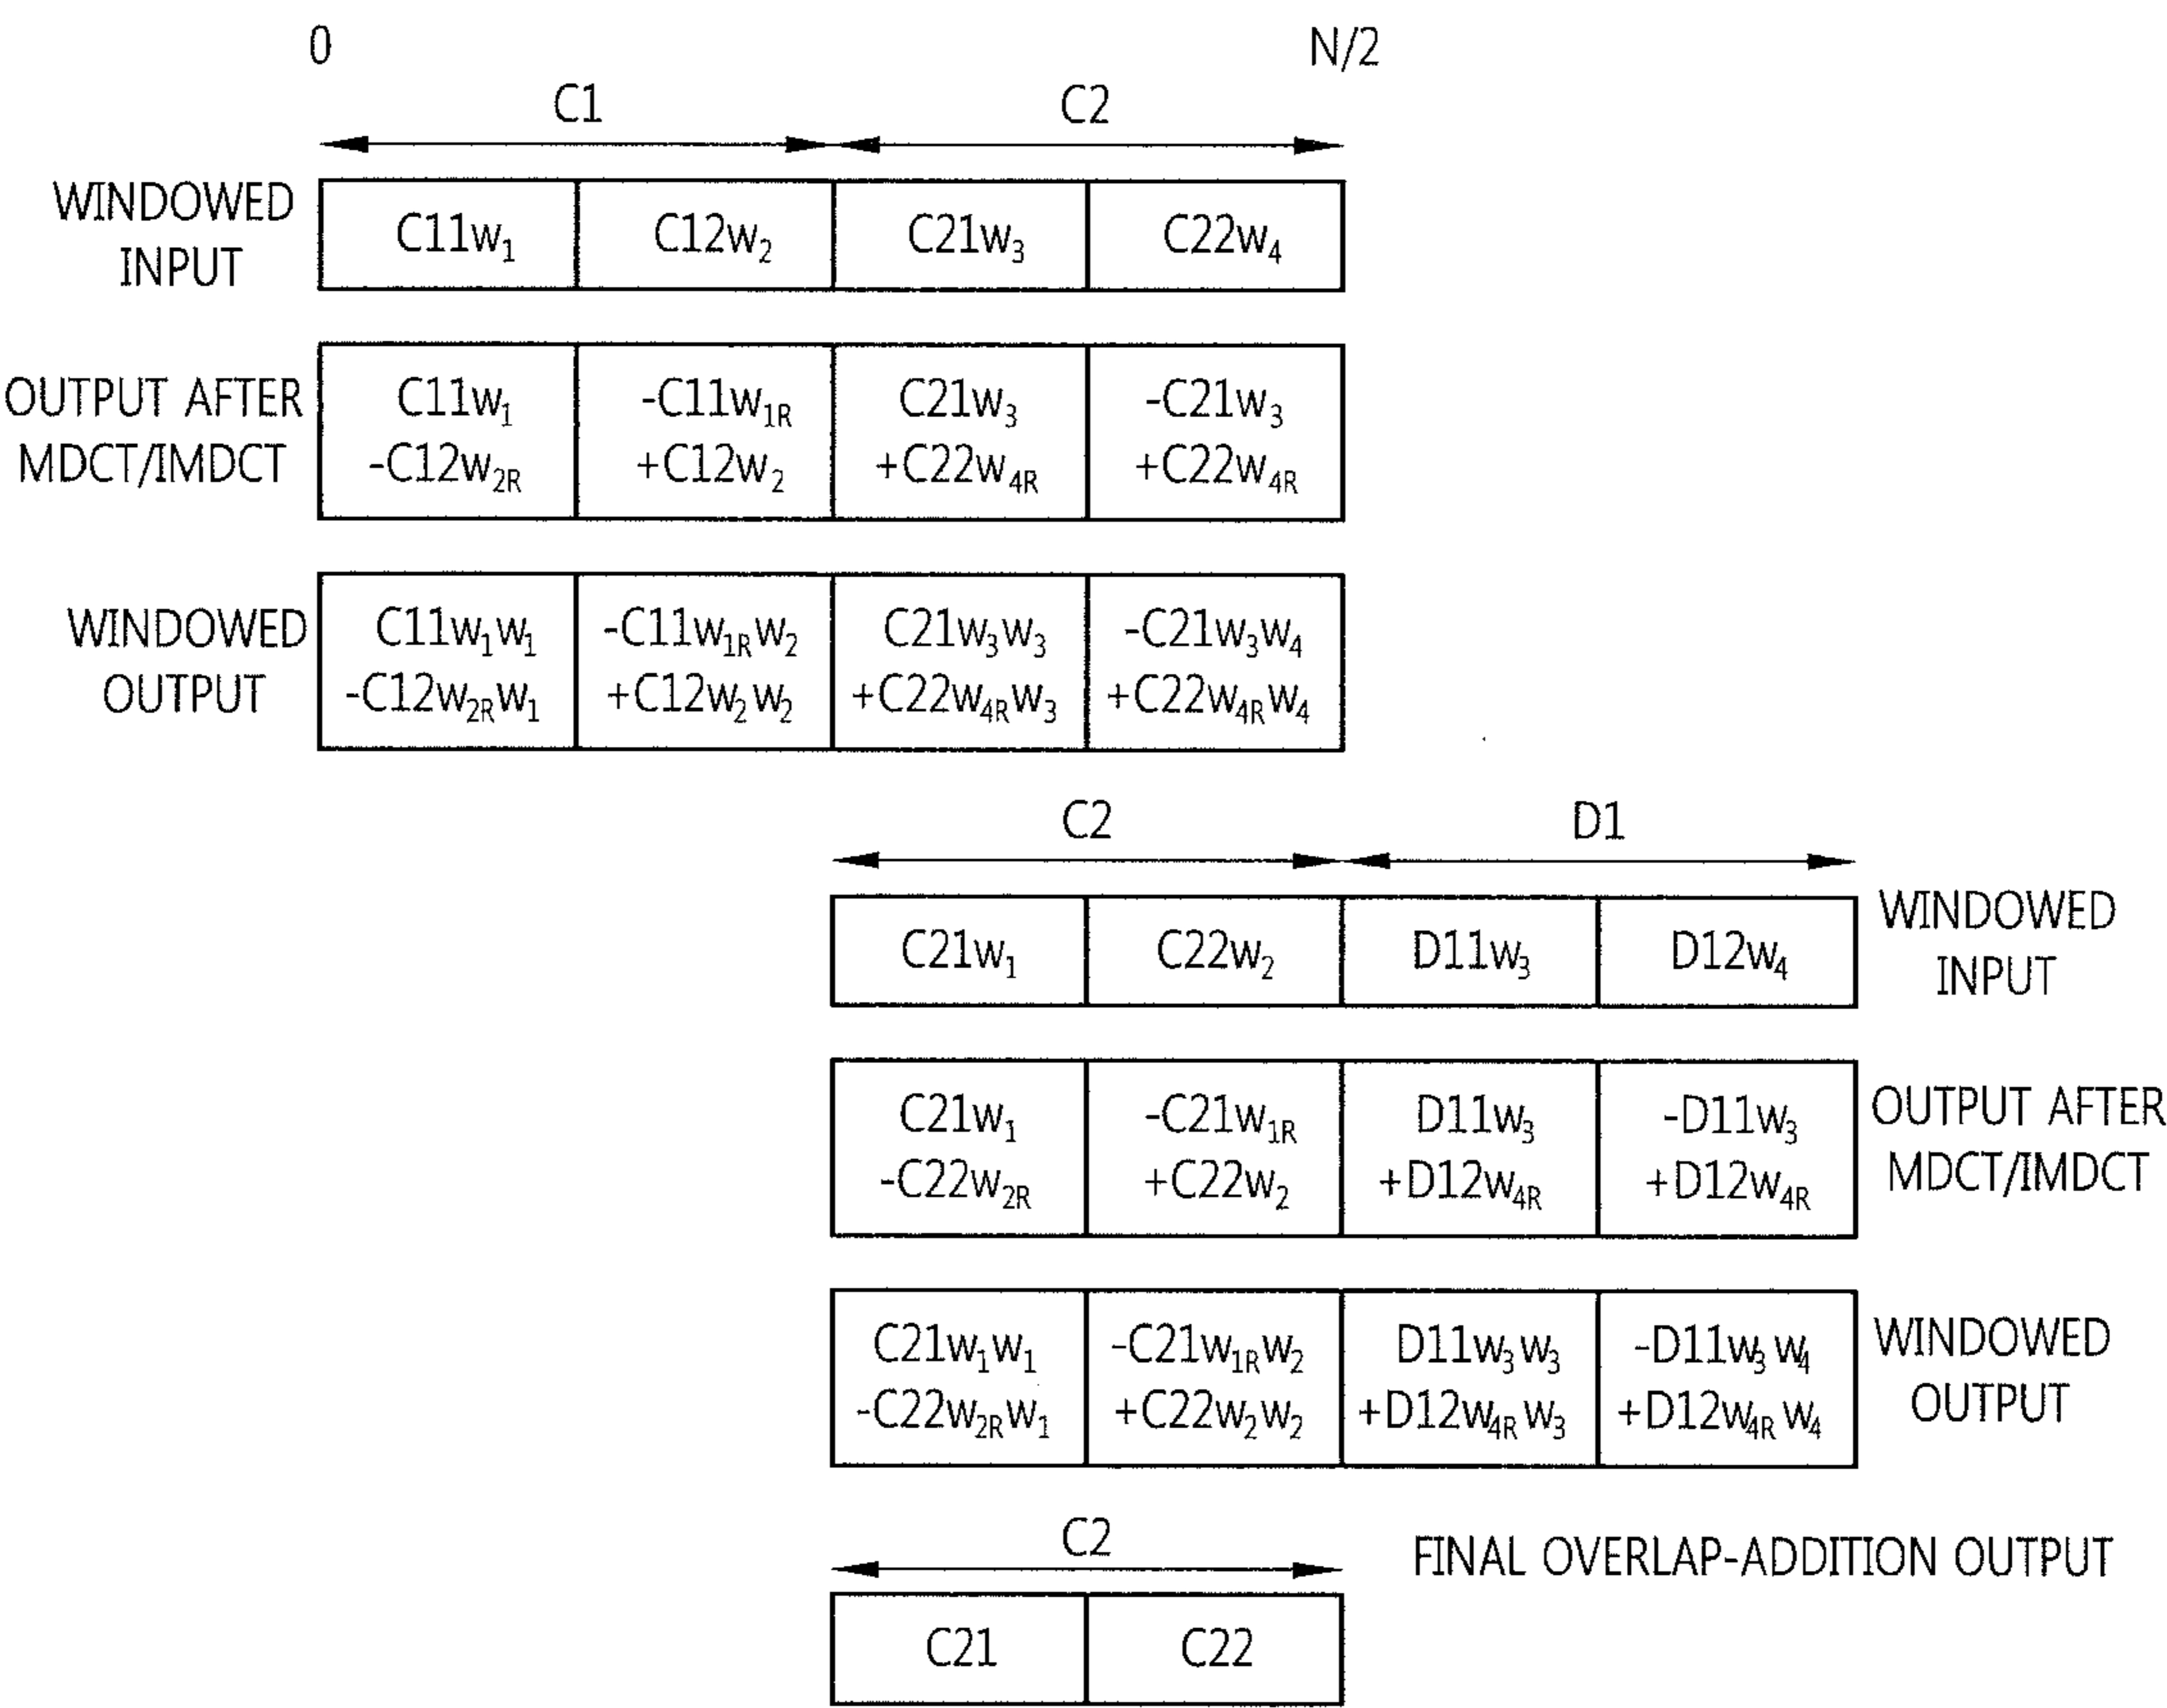 0 N/2
C1 C2
WINDOWED
INPUT
C11w₁ C12w₂ C21w₃ C22w₄
OUTPUT AFTER
MDCT/IMDCT
C11w₁ -C11w₁R C21w₃ -C21w₃
-C12w₂R +C12w₂ +C22w₄R +C22w₄R
WINDOWED
OUTPUT
C11w₁w₁ -C11w₁Rw₂ C21w₃w₃ -C21w₃w₄
-C12w₂Rw₁ +C12w₂w₂ +C22w₄Rw₃ +C22w₄Rw₄
C2 D1
C21w₁ C22w₂ D11w₃ D12w₄
WINDOWED
INPUT
C21w₁ -C21w₁R D11w₃ -D11w₃
-C22w₂R +C22w₂ +D12w₄R +D12w₄R
OUTPUT AFTER
MDCT/IMDCT
C21w₁w₁ -C21w₁Rw₂ D11w₃w₃ -D11w₃w₄
-C22w₂Rw₁ +C22w₂w₂ +D12w₄Rw₃ +D12w₄Rw₄
WINDOWED
OUTPUT
C2
FINAL OVERLAP-ADDITION OUTPUT
C21 C22